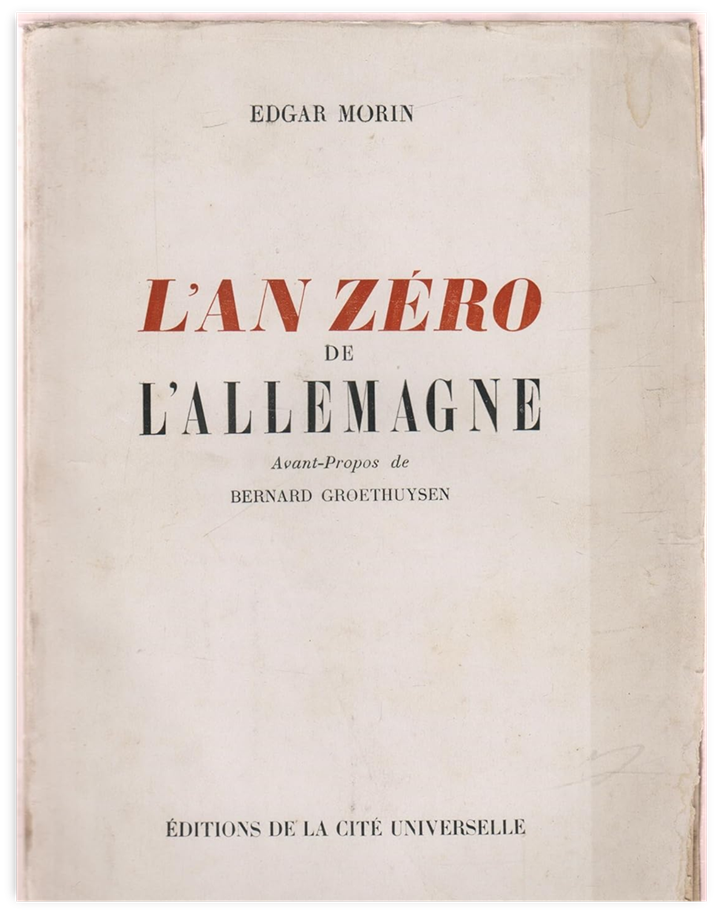 EDGAR MORIN
L'AN ZÉRO
DE
L'ALLEMAGNE
Avant-Propos de
BERNARD GROETHUYSEN
ÉDITIONS DE LA CITÉ UNIVERSELLE